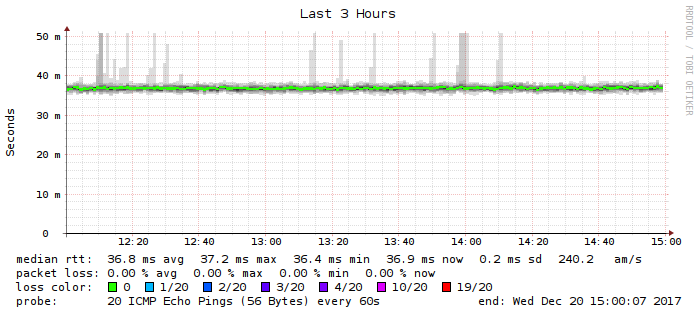 Last 3 Hours
RRDTOOL / TOBI OETIKER
Seconds
50 m
40 m
30 m
20 m
10 m
0
12:20 12:40 13:00 13:20 13:40 14:00 14:20 14:40 15:00
median rtt: 36.8 ms avg 37.2 ms max 36.4 ms min 36.9 ms now 0.2 ms sd 240.2 am/s
packet loss: 0.00 % avg 0.00 % max 0.00 % min 0.00 % now
loss color: 0 1/20 2/20 3/20 4/20 10/20 19/20
probe: 20 ICMP Echo Pings (56 Bytes) every 60s end: Wed Dec 20 15:00:07 2017